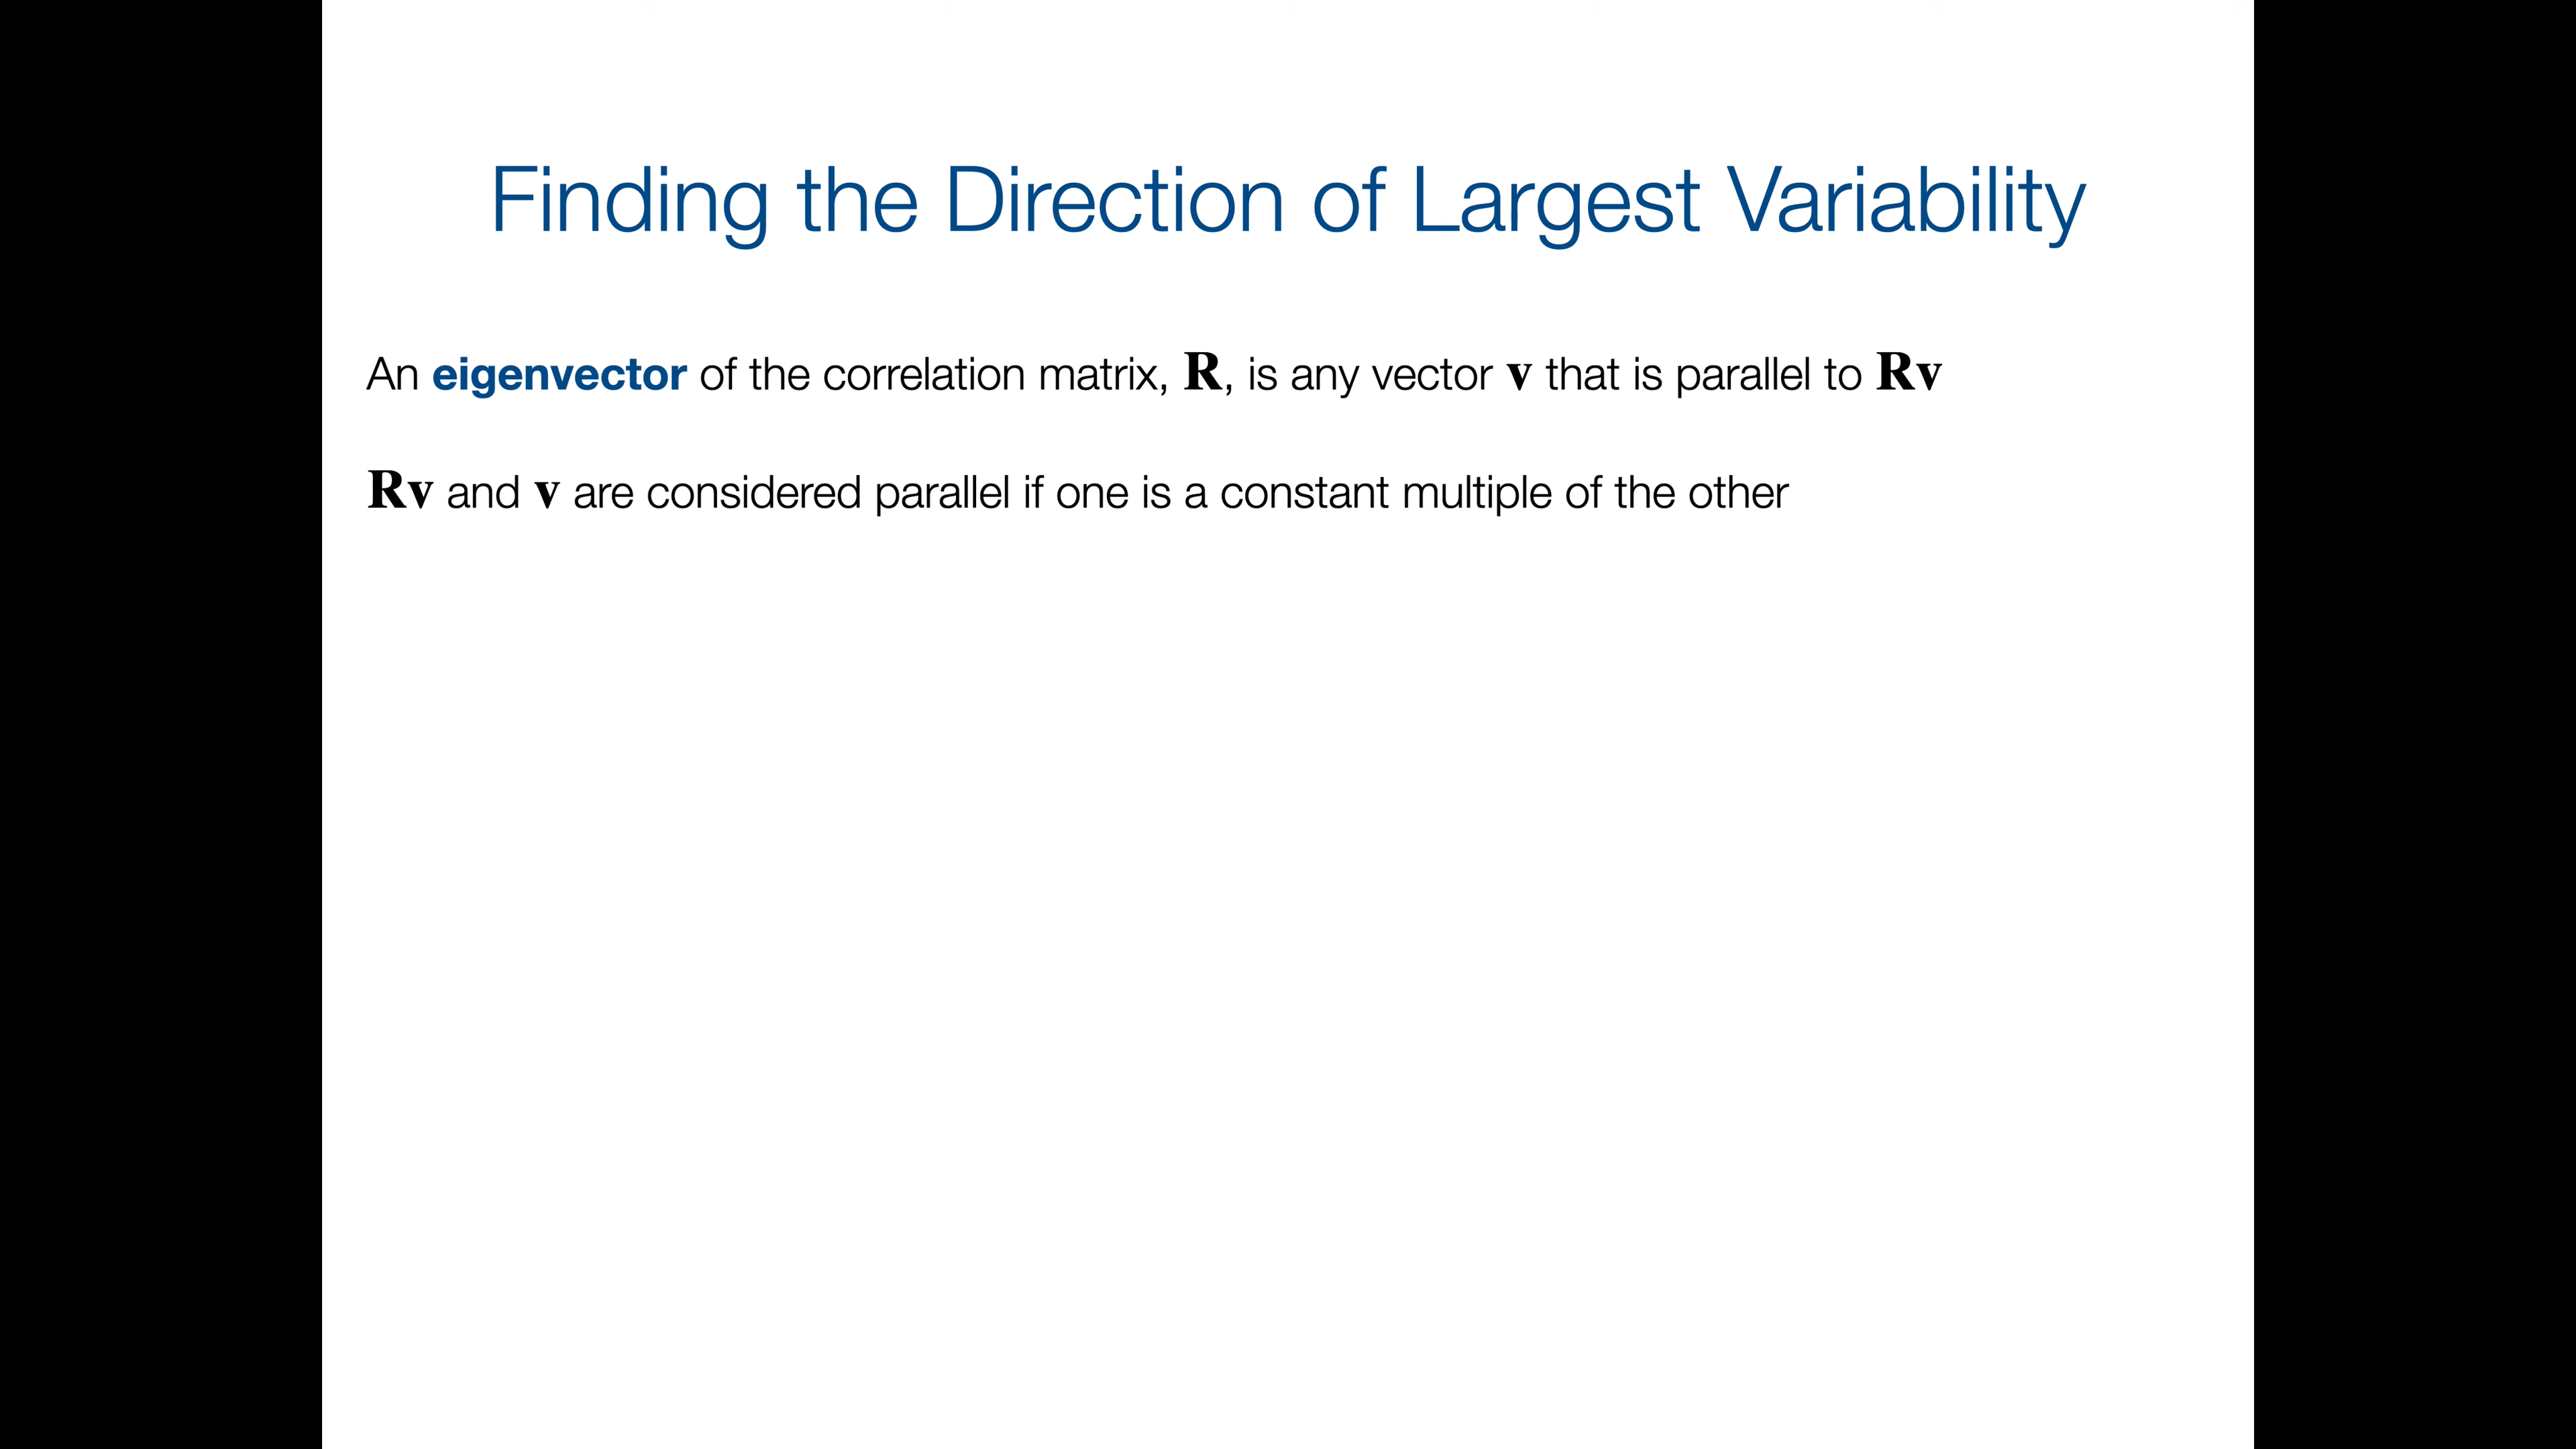 Finding the Direction of Largest Variability
An eigenvector of the correlation matrix, R, is any vector v that is parallel to Rv
Rv and v are considered parallel if one is a constant multiple of the other